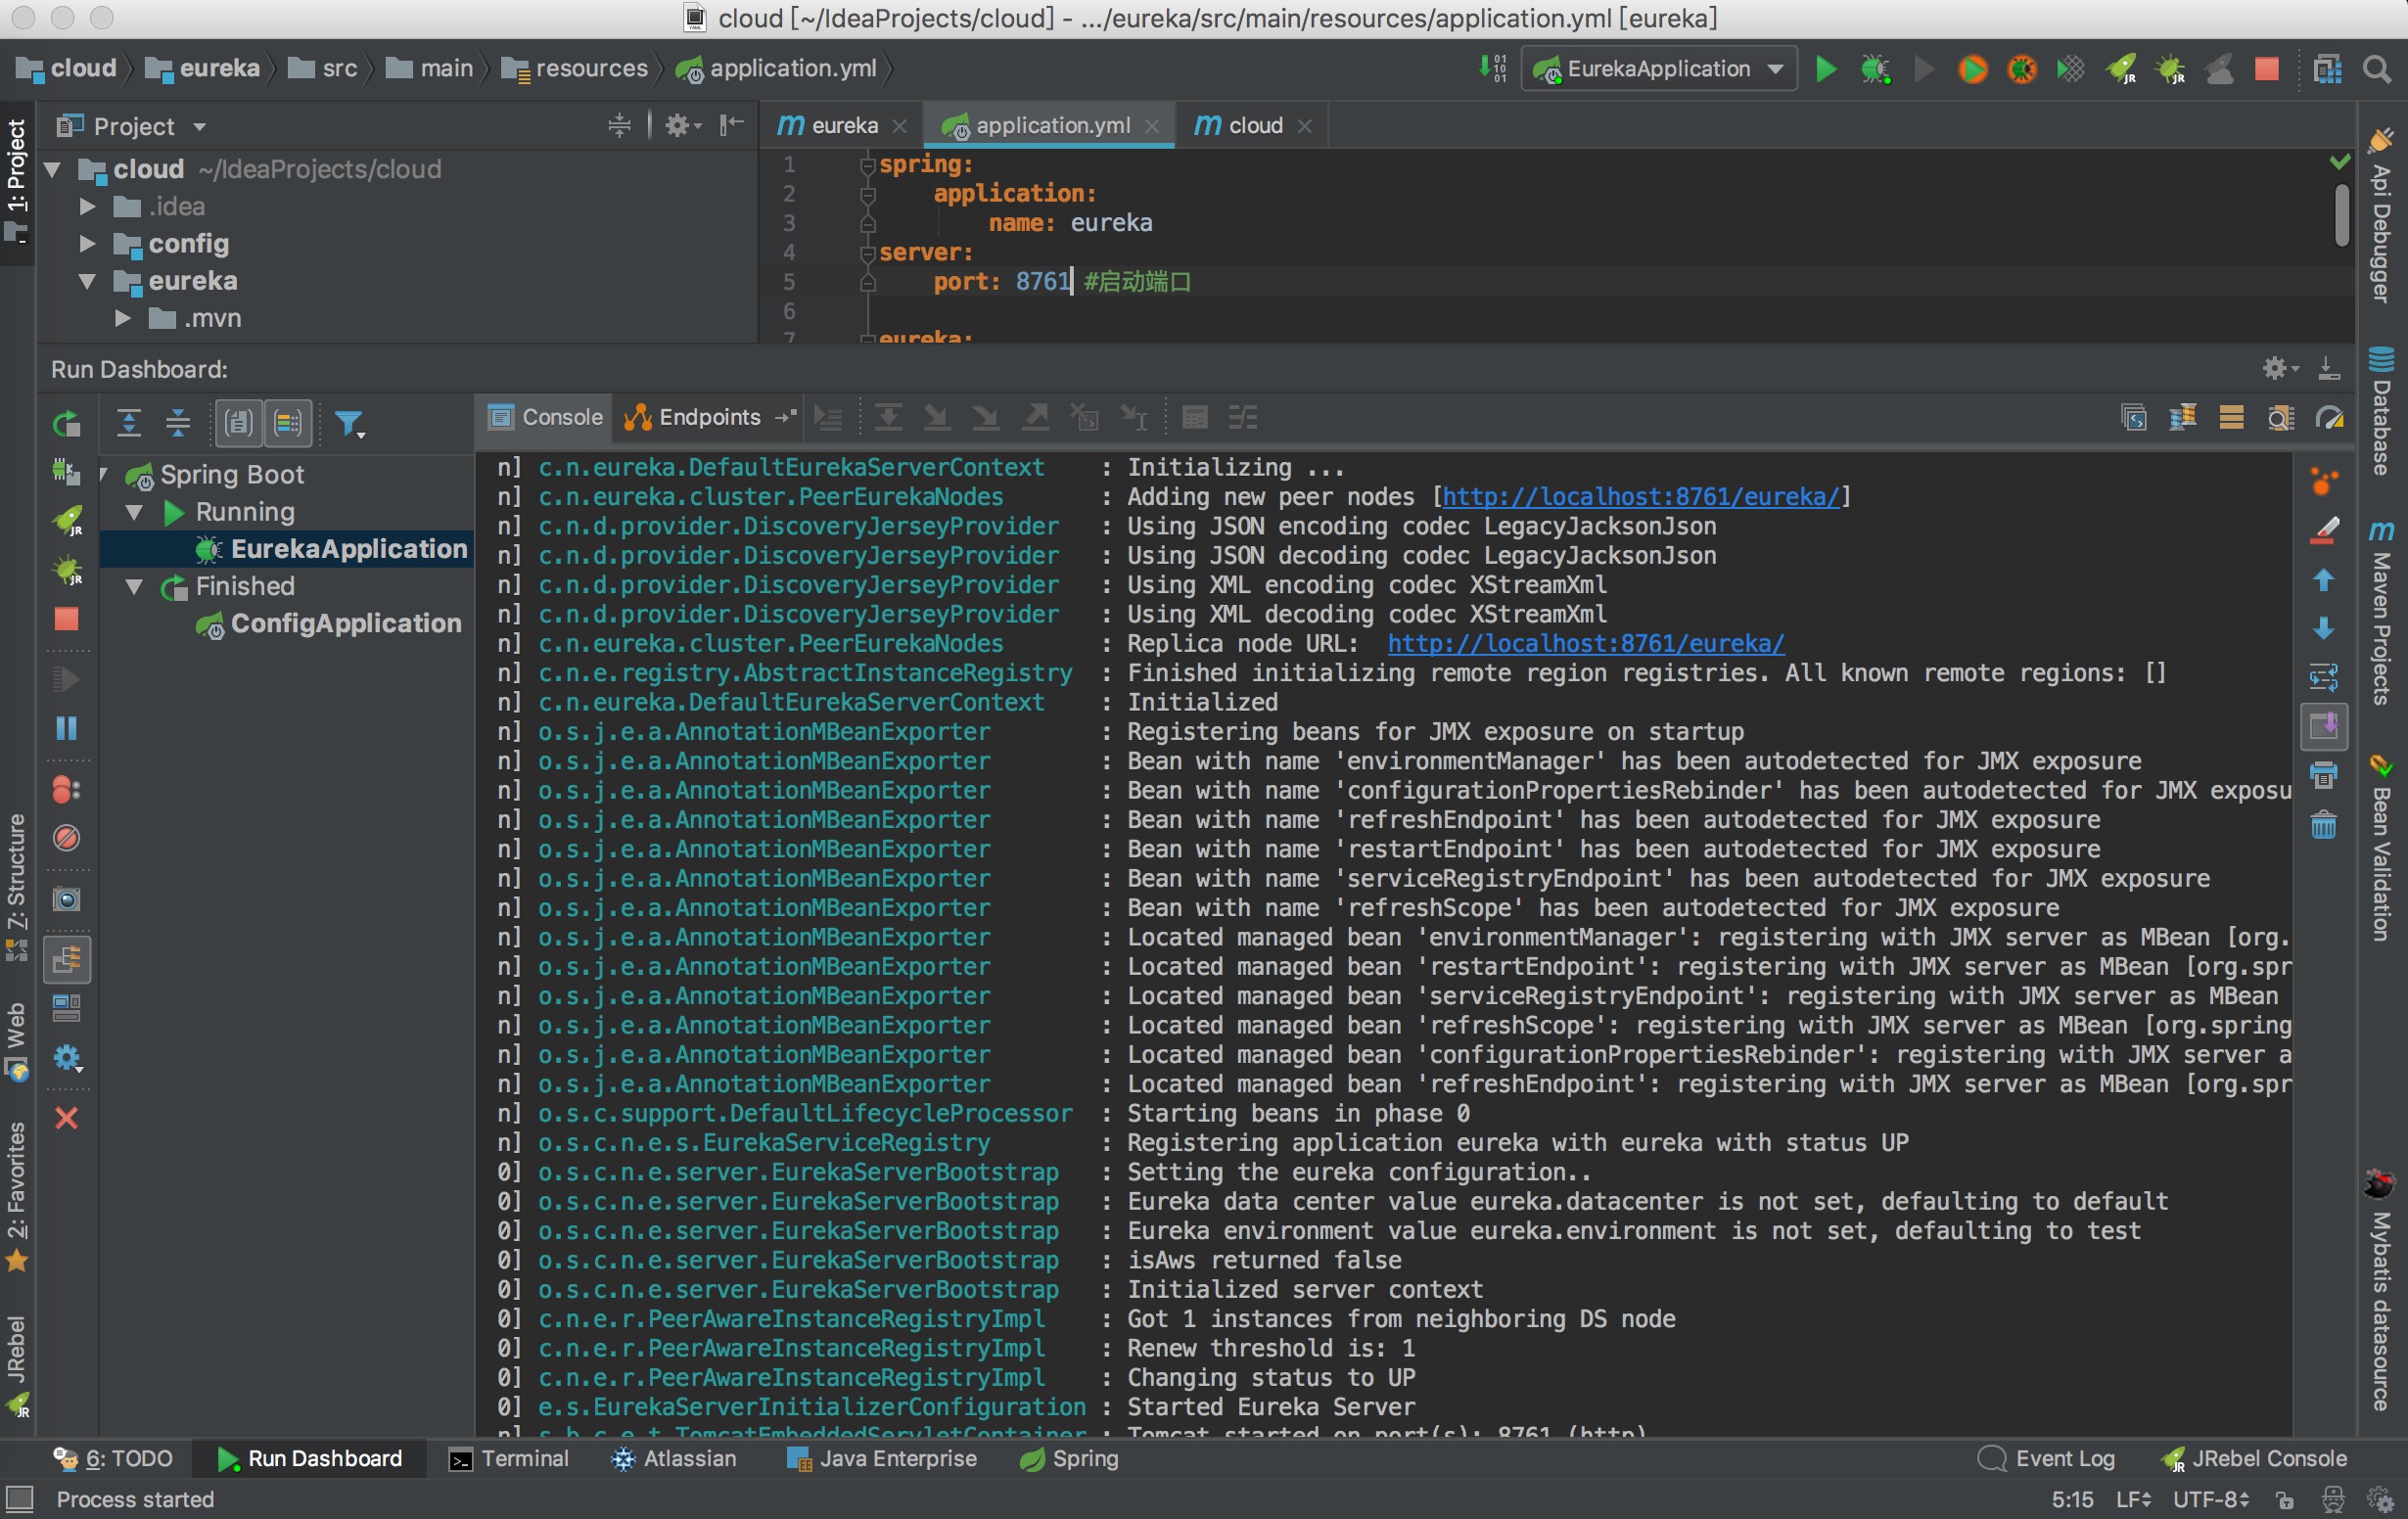 cloud [~/IdeaProjects/cloud] - .../eureka/src/main/resources/application.yml [eureka]
cloud eureka src main resources application.yml EurekaApplication
1: Project
Project
eureka application.yml cloud
cloud ~/IdeaProjects/cloud
.idea
config
eureka
.mvn
1 spring:
2 application:
3 name: eureka
4 server:
5 port: 8761 #启动端口
6
7 eureka:
Run Dashboard:
Console Endpoints
Spring Boot
Running
EurekaApplication
Finished
ConfigApplication
n] c.n.eureka.DefaultEurekaServerContext : Initializing ...
n] c.n.eureka.cluster.PeerEurekaNodes : Adding new peer nodes [http://localhost:8761/eureka/]
n] c.n.d.provider.DiscoveryJerseyProvider : Using JSON encoding codec LegacyJacksonJson
n] c.n.d.provider.DiscoveryJerseyProvider : Using JSON decoding codec LegacyJacksonJson
n] c.n.d.provider.DiscoveryJerseyProvider : Using XML encoding codec XStreamXml
n] c.n.d.provider.DiscoveryJerseyProvider : Using XML decoding codec XStreamXml
n] c.n.eureka.cluster.PeerEurekaNodes : Replica node URL: http://localhost:8761/eureka/
n] c.n.e.registry.AbstractInstanceRegistry : Finished initializing remote region registries. All known remote regions: []
n] c.n.eureka.DefaultEurekaServerContext : Initialized
n] o.s.j.e.a.AnnotationMBeanExporter : Registering beans for JMX exposure on startup
n] o.s.j.e.a.AnnotationMBeanExporter : Bean with name 'environmentManager' has been autodetected for JMX exposure
n] o.s.j.e.a.AnnotationMBeanExporter : Bean with name 'configurationPropertiesRebinder' has been autodetected for JMX exposu
n] o.s.j.e.a.AnnotationMBeanExporter : Bean with name 'refreshEndpoint' has been autodetected for JMX exposure
n] o.s.j.e.a.AnnotationMBeanExporter : Bean with name 'restartEndpoint' has been autodetected for JMX exposure
n] o.s.j.e.a.AnnotationMBeanExporter : Bean with name 'serviceRegistryEndpoint' has been autodetected for JMX exposure
n] o.s.j.e.a.AnnotationMBeanExporter : Bean with name 'refreshScope' has been autodetected for JMX exposure
n] o.s.j.e.a.AnnotationMBeanExporter : Located managed bean 'environmentManager': registering with JMX server as MBean [org.
n] o.s.j.e.a.AnnotationMBeanExporter : Located managed bean 'restartEndpoint': registering with JMX server as MBean [org.spr
n] o.s.j.e.a.AnnotationMBeanExporter : Located managed bean 'serviceRegistryEndpoint': registering with JMX server as MBean
n] o.s.j.e.a.AnnotationMBeanExporter : Located managed bean 'refreshScope': registering with JMX server as MBean [org.spring
n] o.s.j.e.a.AnnotationMBeanExporter : Located managed bean 'configurationPropertiesRebinder': registering with JMX server a
n] o.s.j.e.a.AnnotationMBeanExporter : Located managed bean 'refreshEndpoint': registering with JMX server as MBean [org.spr
n] o.s.c.support.DefaultLifecycleProcessor : Starting beans in phase 0
n] o.s.c.n.e.s.EurekaServiceRegistry : Registering application eureka with eureka with status UP
0] o.s.c.n.e.server.EurekaServerBootstrap : Setting the eureka configuration..
0] o.s.c.n.e.server.EurekaServerBootstrap : Eureka data center value eureka.datacenter is not set, defaulting to default
0] o.s.c.n.e.server.EurekaServerBootstrap : Eureka environment value eureka.environment is not set, defaulting to test
0] o.s.c.n.e.server.EurekaServerBootstrap : isAws returned false
0] o.s.c.n.e.server.EurekaServerBootstrap : Initialized server context
0] c.n.e.r.PeerAwareInstanceRegistryImpl : Got 1 instances from neighboring DS node
0] c.n.e.r.PeerAwareInstanceRegistryImpl : Renew threshold is: 1
0] c.n.e.r.PeerAwareInstanceRegistryImpl : Changing status to UP
0] e.s.EurekaServerInitializerConfiguration : Started Eureka Server
n] s.b.c.e.t.TomcatEmbeddedServletContainer : Tomcat started on port(s): 8761 (http)
Z: Structure
Web
2: Favorites
JRebel
Api Debugger
Database
Maven Projects
Bean Validation
Mybatis datasource
6: TODO Run Dashboard Terminal Atlassian Java Enterprise Spring Event Log JRebel Console
Process started 5:15 LF UTF-8